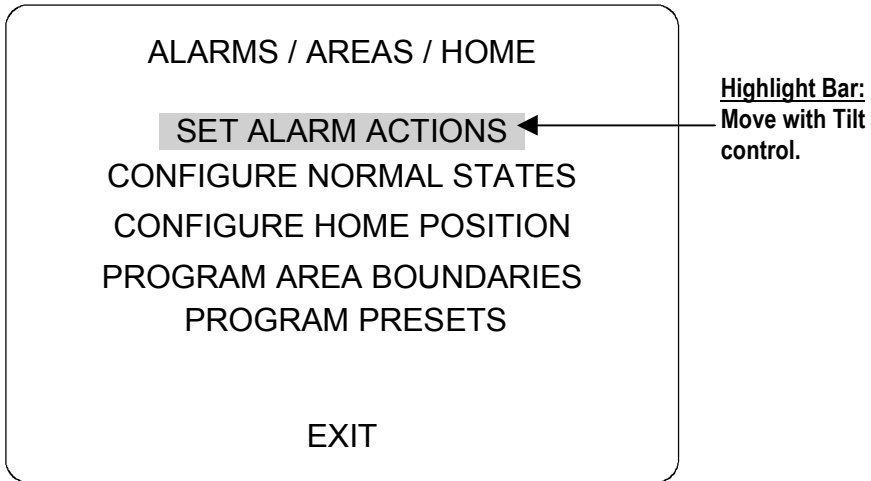 ALARMS / AREAS / HOME
SET ALARM ACTIONS
CONFIGURE NORMAL STATES
CONFIGURE HOME POSITION
PROGRAM AREA BOUNDARIES
PROGRAM PRESETS
EXIT
Highlight Bar:
Move with Tilt
control.